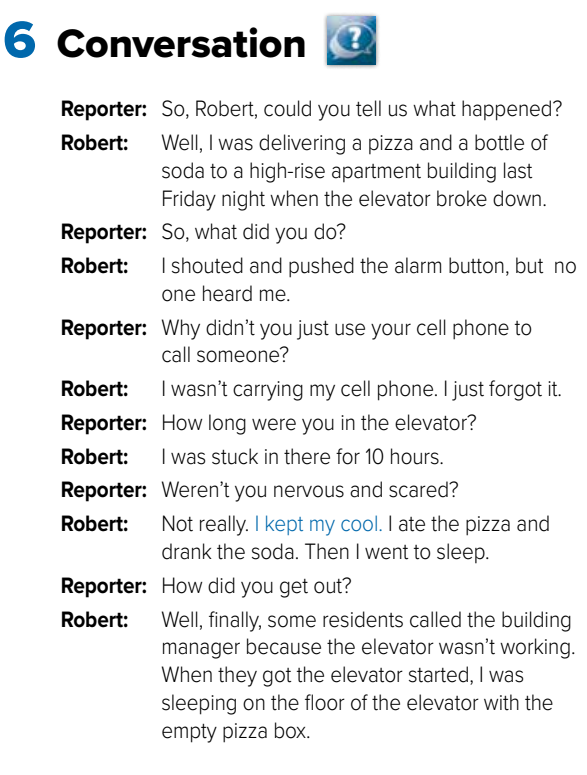 6 Conversation
Reporter: So, Robert, could you tell us what happened?
Robert: Well, I was delivering a pizza and a bottle of
soda to a high-rise apartment building last
Friday night when the elevator broke down.
Reporter: So, what did you do?
Robert: I shouted and pushed the alarm button, but no
one heard me.
Reporter: Why didn’t you just use your cell phone to
call someone?
Robert: I wasn’t carrying my cell phone. I just forgot it.
Reporter: How long were you in the elevator?
Robert: I was stuck in there for 10 hours.
Reporter: Weren’t you nervous and scared?
Robert: Not really. I kept my cool. I ate the pizza and
drank the soda. Then I went to sleep.
Reporter: How did you get out?
Robert: Well, finally, some residents called the building
manager because the elevator wasn’t working.
When they got the elevator started, I was
sleeping on the floor of the elevator with the
empty pizza box.